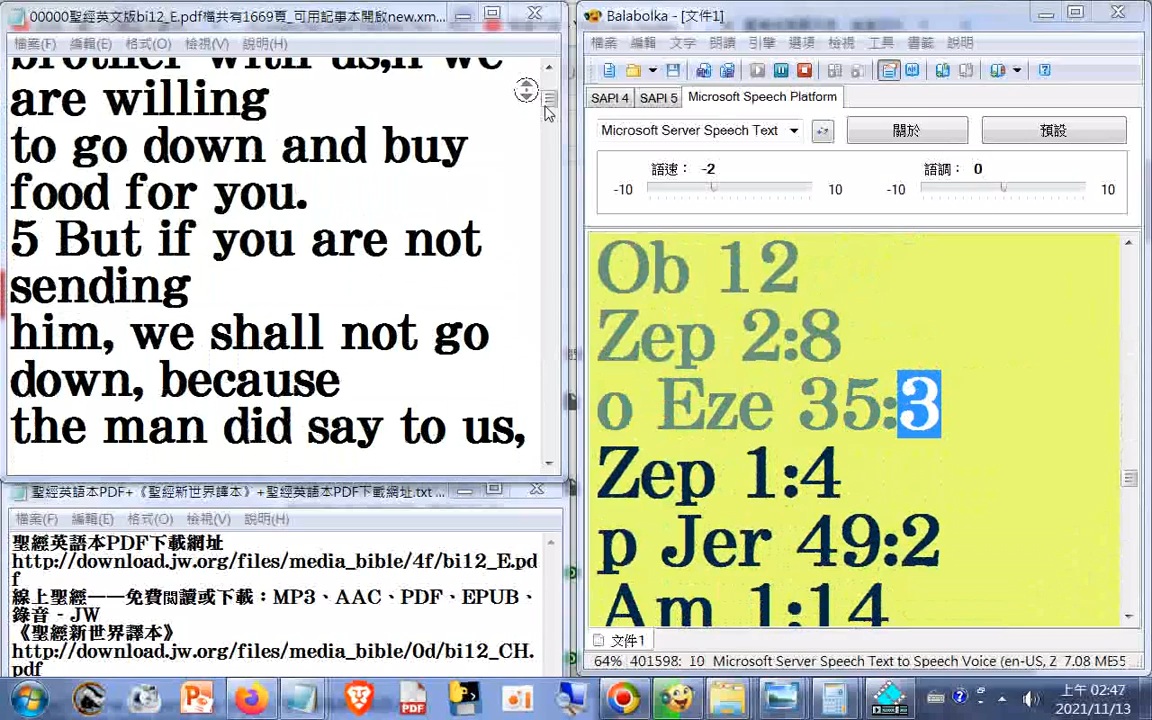 00000聖經英文版bi12_E.pdf檔共有1669頁_可用記事本開啟new.xm...
檔案(F) 編輯(E) 格式(O) 檢視(V) 說明(H)
brother with us,if we
are willing
to go down and buy
food for you.
5 But if you are not
sending
him, we shall not go
down, because
the man did say to us,
聖經英語本PDF+《聖經新世界譯本》+聖經英語本PDF下載網址.txt ...
檔案(F) 編輯(E) 格式(O) 檢視(V) 說明(H)
聖經英語本PDF下載網址
http://download.jw.org/files/media_bible/4f/bi12_E.pd
f
線上聖經──免費閱讀或下載：MP3、AAC、PDF、EPUB、
錄音 - JW
《聖經新世界譯本》
http://download.jw.org/files/media_bible/0d/bi12_CH.
pdf
Balabolka - [文件1]
檔案 編輯 文字 朗讀 引擎 選項 檢視 工具 書籤 說明
SAPI 4 SAPI 5 Microsoft Speech Platform
Microsoft Server Speech Text 關於 預設
語速： -2 語調： 0
-10 10 -10 10
Ob 12
Zep 2:8
o Eze 35:3
Zep 1:4
p Jer 49:2
Am 1:14
文件1
64% 401598: 10 Microsoft Server Speech Text to Speech Voice (en-US, Z 7.08 ME55
上午 02:47
2021/11/13